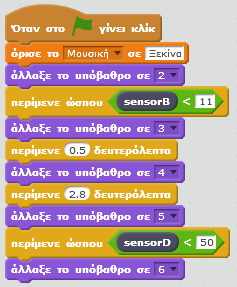 Όταν στο γίνει κλίκ
όρισε το Μουσική σε Ξεκίνα
άλλαξε το υπόβαθρο σε 2
περίμενε ώσπου sensorB < 11
άλλαξε το υπόβαθρο σε 3
περίμενε 0.5 δευτερόλεπτα
άλλαξε το υπόβαθρο σε 4
περίμενε 2.8 δευτερόλεπτα
άλλαξε το υπόβαθρο σε 5
περίμενε ώσπου sensorD < 50
άλλαξε το υπόβαθρο σε 6